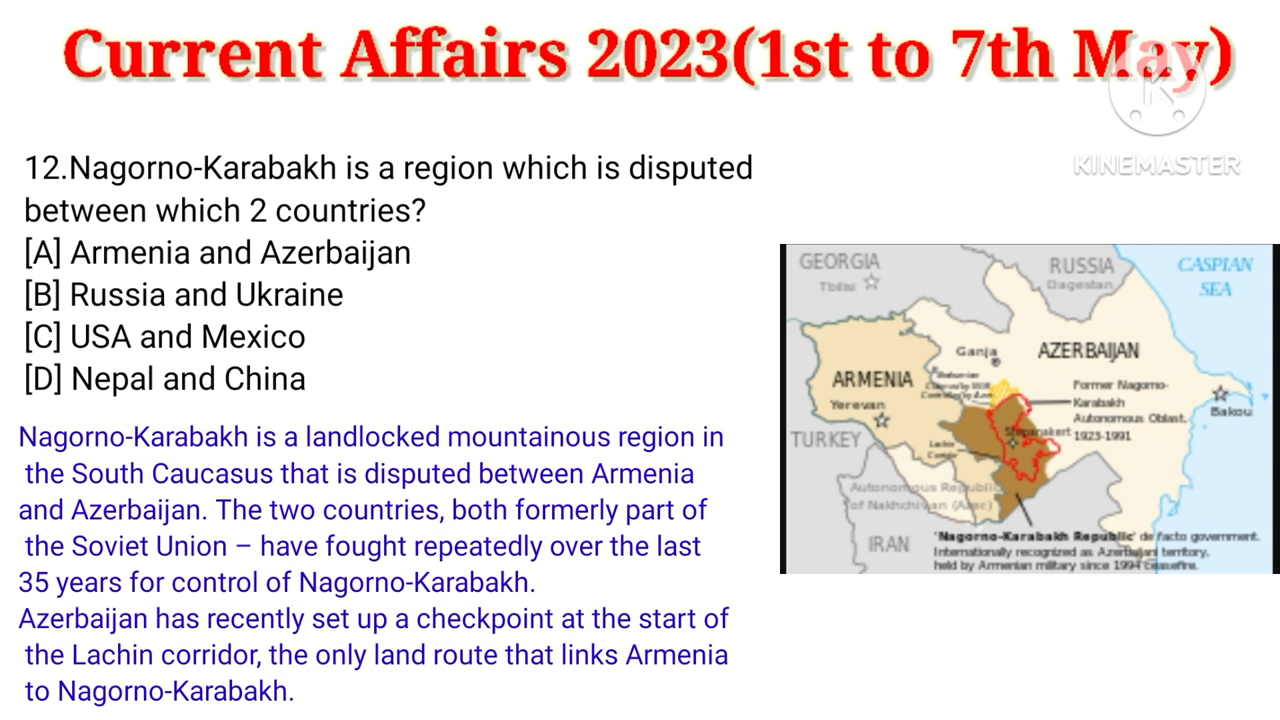 Current Affairs 2023(1st to 7th May)
KINEMASTER
12.Nagorno-Karabakh is a region which is disputed
between which 2 countries?
[A] Armenia and Azerbaijan
[B] Russia and Ukraine
[C] USA and Mexico
[D] Nepal and China
Nagorno-Karabakh is a landlocked mountainous region in
the South Caucasus that is disputed between Armenia
and Azerbaijan. The two countries, both formerly part of
the Soviet Union – have fought repeatedly over the last
35 years for control of Nagorno-Karabakh.
Azerbaijan has recently set up a checkpoint at the start of
the Lachin corridor, the only land route that links Armenia
to Nagorno-Karabakh.
GEORGIA
Tbilisi
RUSSIA
Dagestan
CASPIAN
SEA
Ganja
AZERBAIJAN
ARMENIA
Yerevan
Former Nagorno-
Karabakh
Autonomous Oblast,
1923-1991
Bakou
Stepanakert
TURKEY
Lachin
Corridor
Autonomous Republic
of Nakhchivan (Azer.)
IRAN
'Nagorno-Karabakh Republic' de facto government.
Internationally recognized as Azerbaijani territory,
held by Armenian military since 1994 ceasefire.